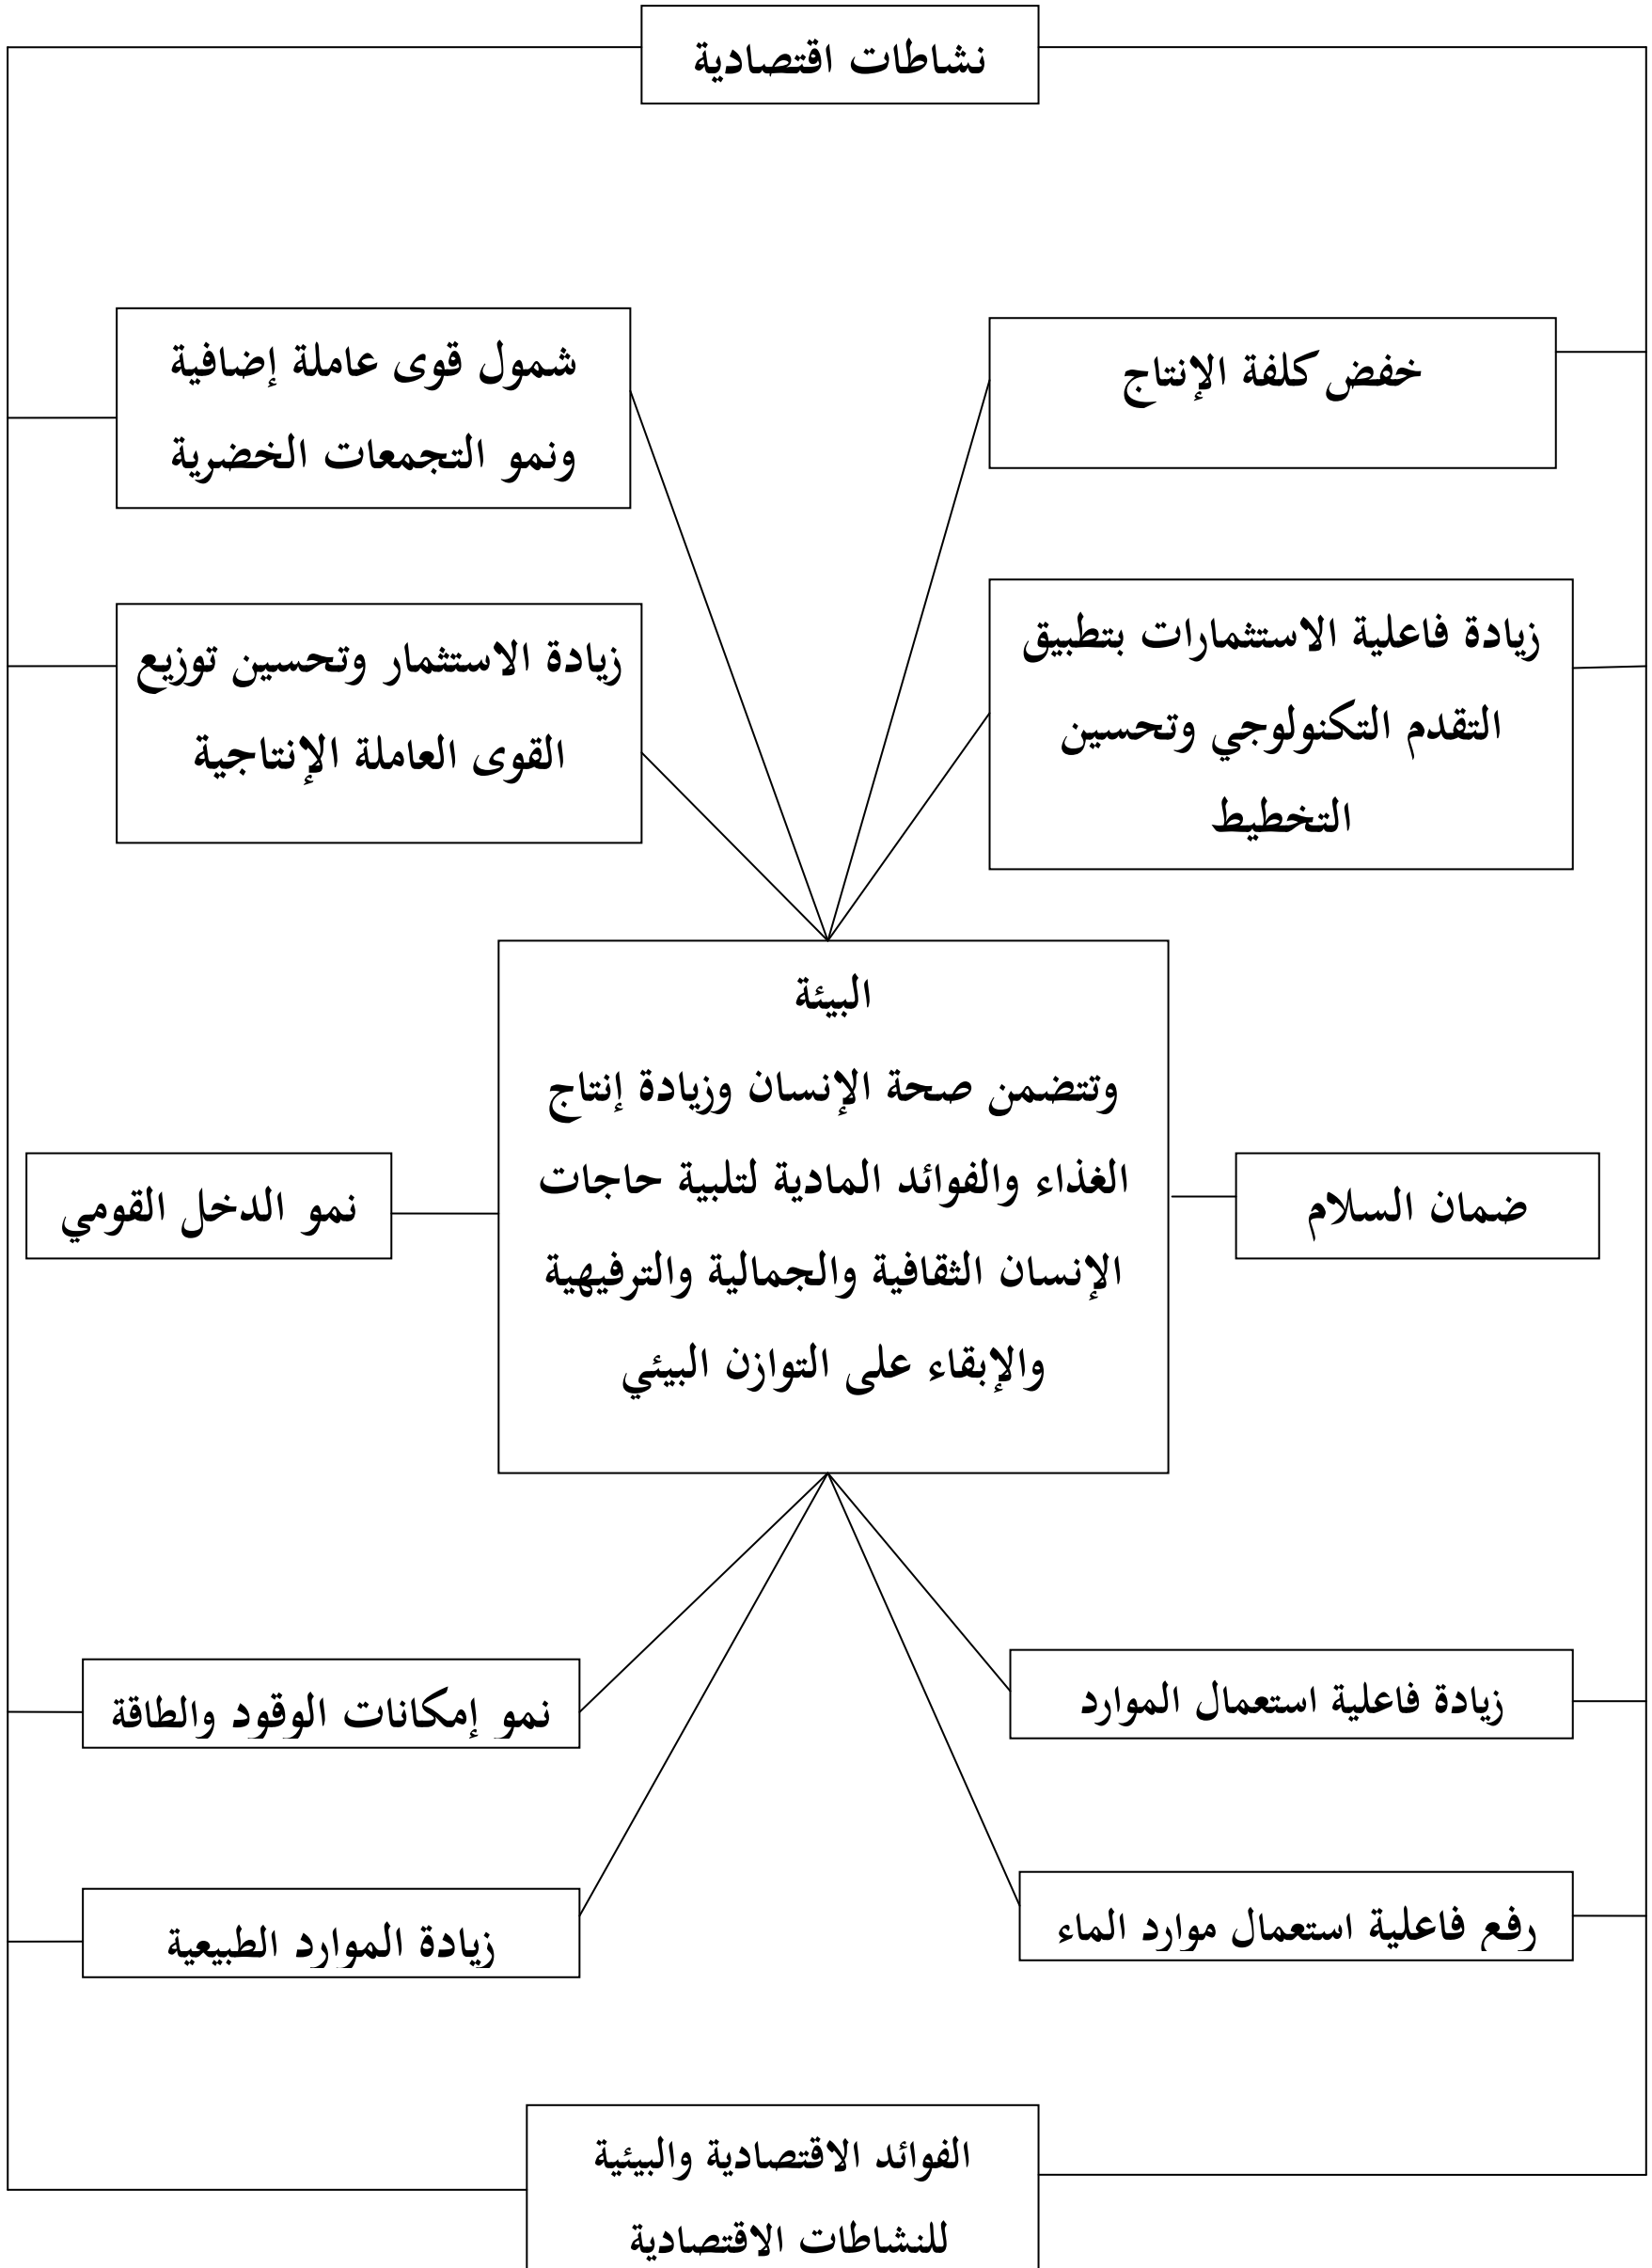 نشاطات اقتصادية
خفض كلفة الإنتاج
شمول قوى عاملة إضافية
ونمو التجمعات الخضرية
زيادة فاعلية الاستثمارات بتطبيق
التقدم التكنولوجي وتحسين
التخطيط
زيادة الاستثمار وتحسين توزيع
القوى العاملة الإنتاجية
البيئة
وتتضمن صحة الإنسان وزيادة إنتاج
الغذاء والفوائد المادية لتلبية حاجات
الإنسان الثقافية والجمالية والترفيهية
والإبقاء على التوازن البيئي
ضمان السلام
نمو الدخل القومي
زيادة فاعلية استعمال الموارد
نمو إمكانات الوقود والطاقة
رفع فاعلية استعمال موارد الماء
زيادة الموارد الطبيعية
الفوائد الاقتصادية والبيئية
للنشاطات الاقتصادية